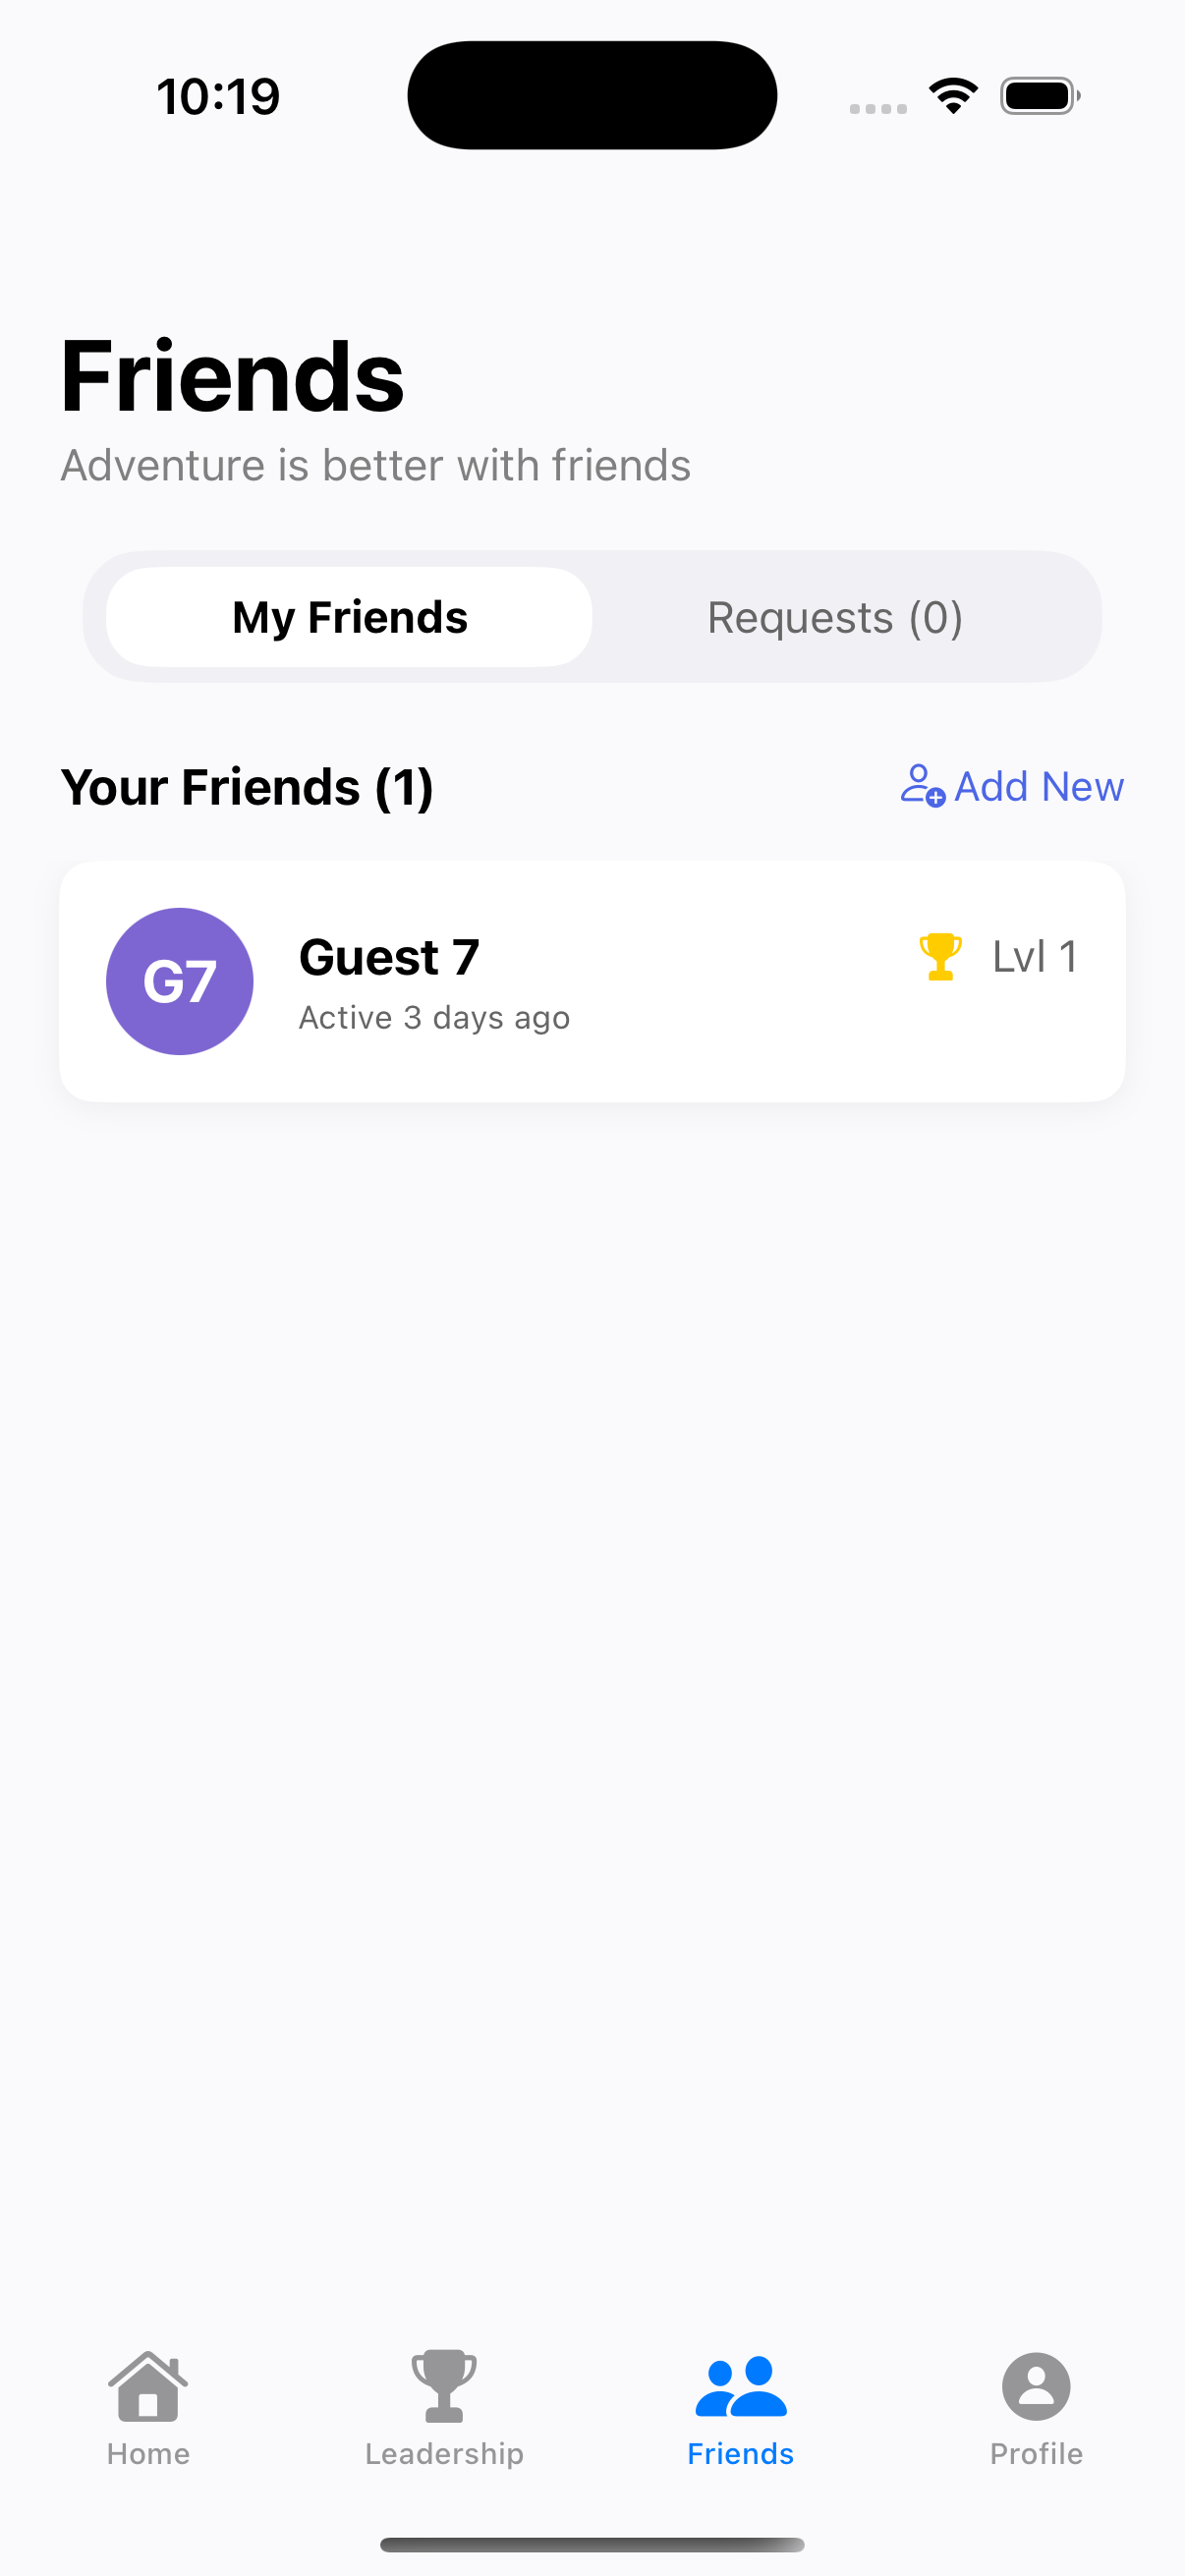 10:19
Friends
Adventure is better with friends
My Friends
Requests (0)
Your Friends (1)
Add New
G7
Guest 7
Lvl 1
Active 3 days ago
Home
Leadership
Friends
Profile